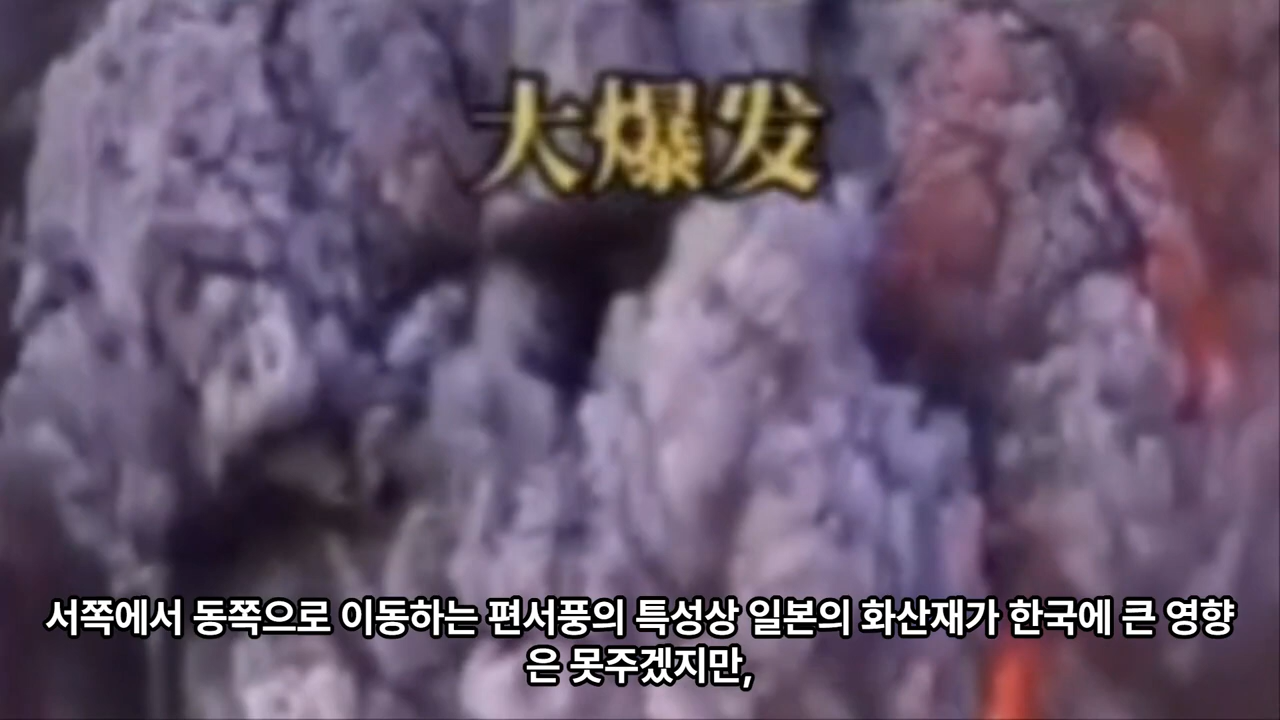 大爆发
서쪽에서 동쪽으로 이동하는 편서풍의 특성상 일본의 화산재가 한국에 큰 영향
은 못주겠지만,